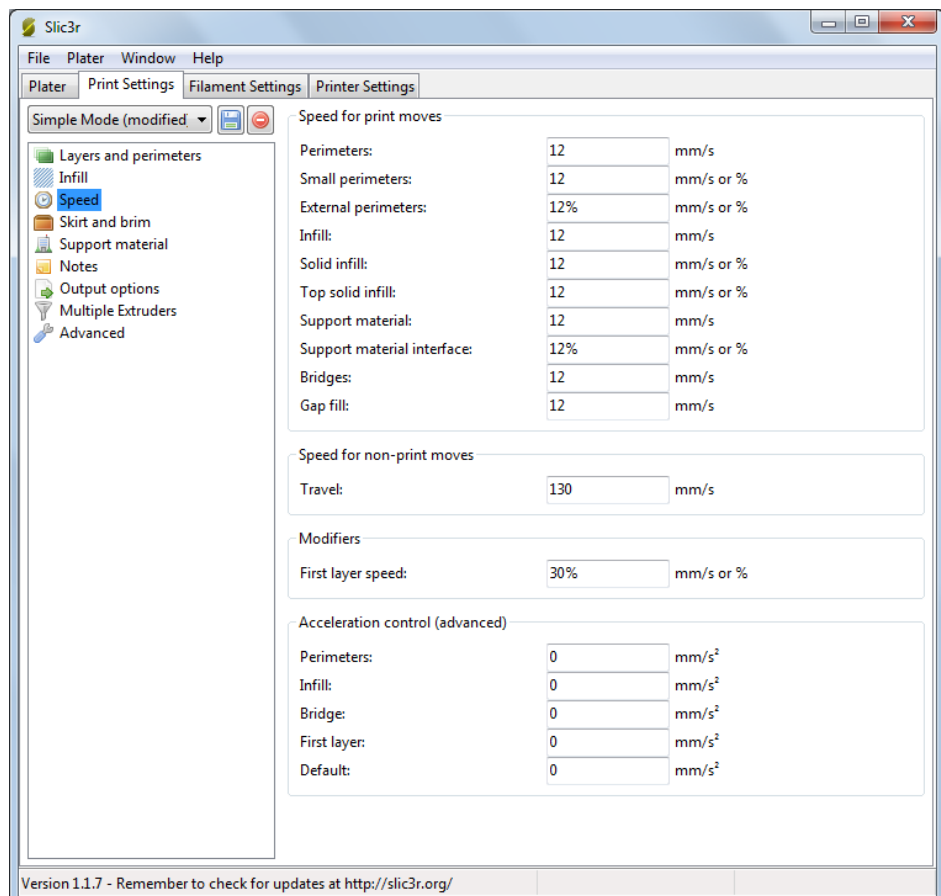 Slic3r
File Plater Window Help
Plater Print Settings Filament Settings Printer Settings
Simple Mode (modified)
Layers and perimeters
Infill
Speed
Skirt and brim
Support material
Notes
Output options
Multiple Extruders
Advanced
Speed for print moves
Perimeters: 12 mm/s
Small perimeters: 12 mm/s or %
External perimeters: 12% mm/s or %
Infill: 12 mm/s
Solid infill: 12 mm/s or %
Top solid infill: 12 mm/s or %
Support material: 12 mm/s
Support material interface: 12% mm/s or %
Bridges: 12 mm/s
Gap fill: 12 mm/s
Speed for non-print moves
Travel: 130 mm/s
Modifiers
First layer speed: 30% mm/s or %
Acceleration control (advanced)
Perimeters: 0 mm/s²
Infill: 0 mm/s²
Bridge: 0 mm/s²
First layer: 0 mm/s²
Default: 0 mm/s²
Version 1.1.7 - Remember to check for updates at http://slic3r.org/